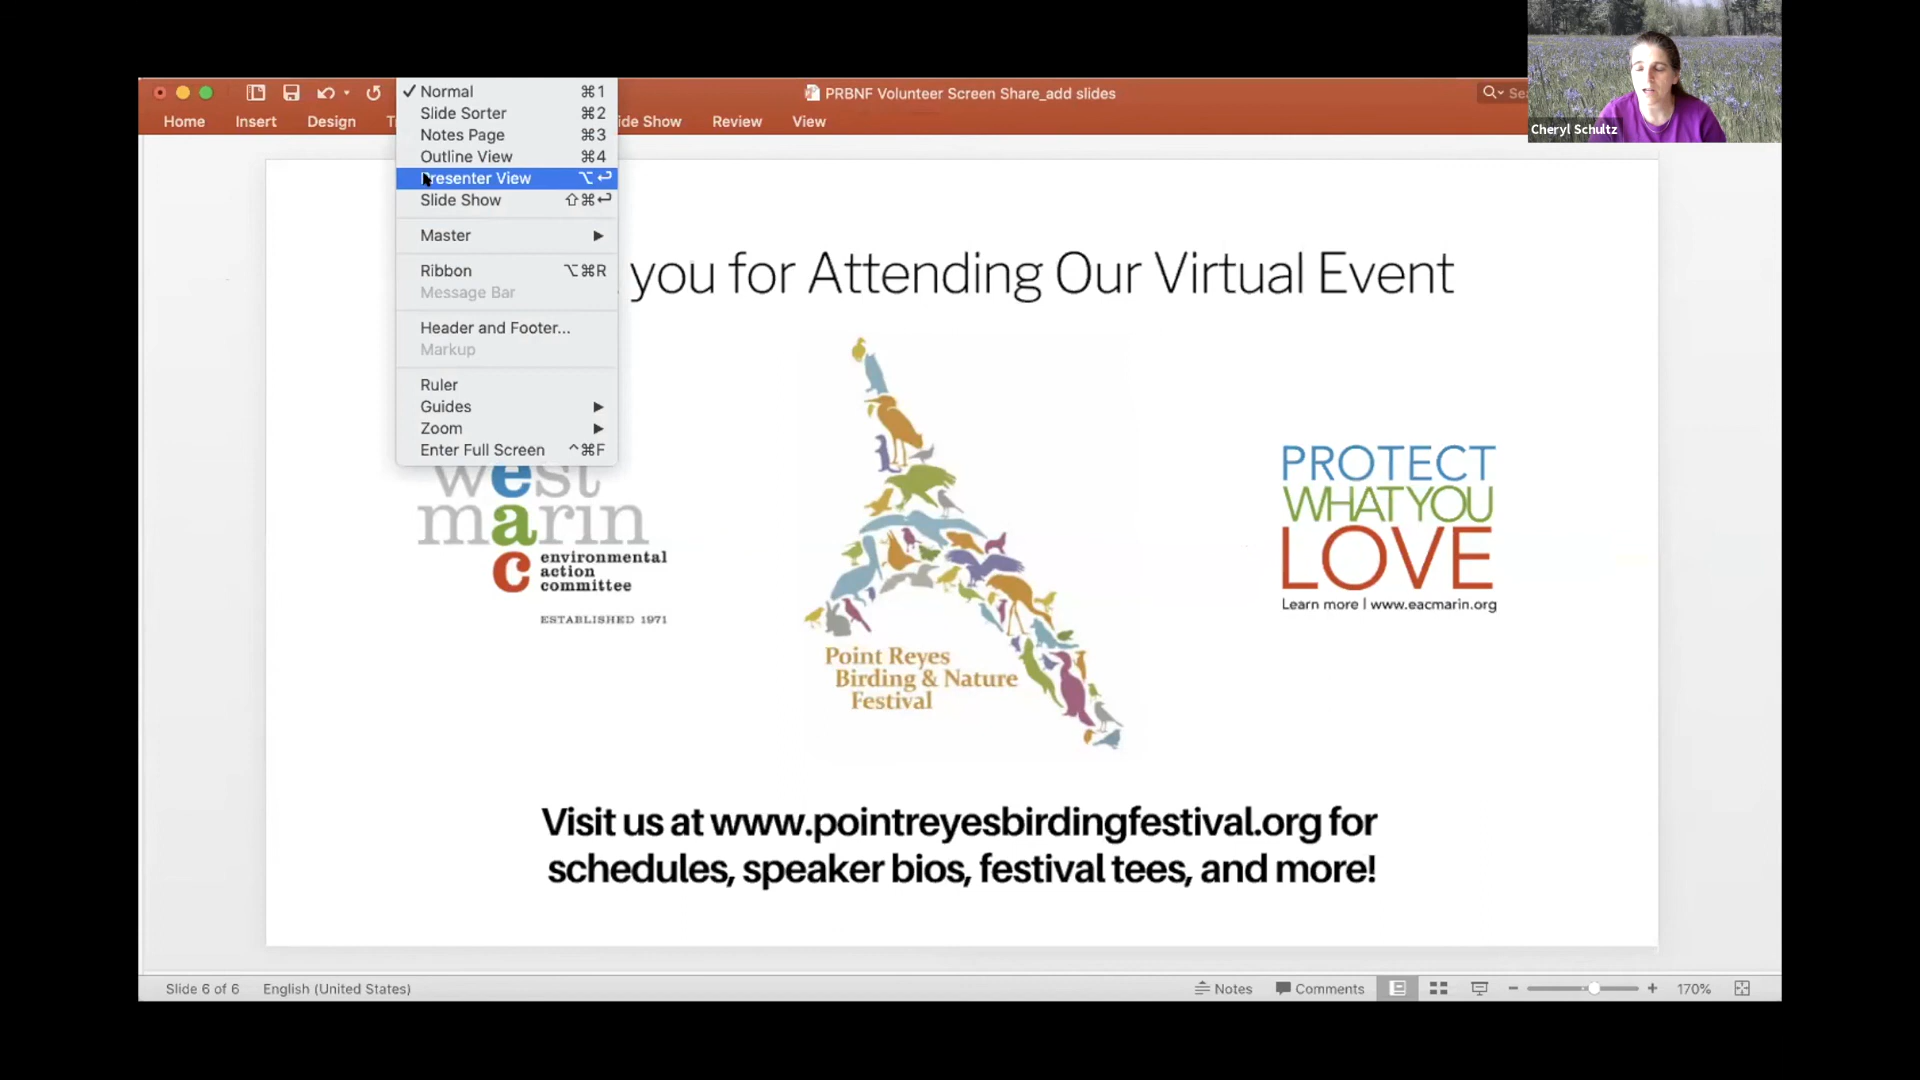 PRBNF Volunteer Screen Share_add slides
Cheryl Schultz
Home Insert Design ide Show Review View
Normal ⌘1
Slide Sorter ⌘2
Notes Page ⌘3
Outline View ⌘4
resenter View ⌥↩
Slide Show ⇧⌘↩
Master
Ribbon ⌥⌘R
Message Bar
Header and Footer...
Markup
Ruler
Guides
Zoom
Enter Full Screen ^⌘F
you for Attending Our Virtual Event
west
marin
c environmental
action
committee
ESTABLISHED 1971
Point Reyes
Birding & Nature
Festival
PROTECT
WHAT YOU
LOVE
Learn more | www.eacmarin.org
Visit us at www.pointreyesbirdingfestival.org for
schedules, speaker bios, festival tees, and more!
Slide 6 of 6 English (United States) Notes Comments 170%